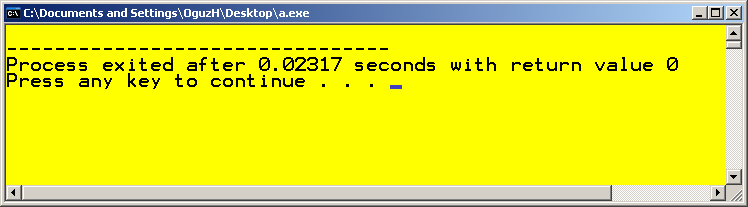 C:\Documents and Settings\OguzH\Desktop\a.exe
--------------------------------
Process exited after 0.02317 seconds with return value 0
Press any key to continue . . .